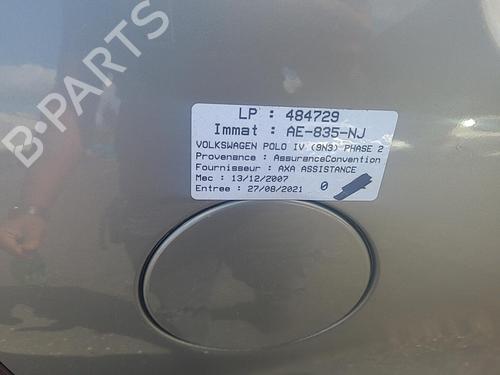 B-PARTS
LP : 484729
Immat : AE-835-NJ
VOLKSWAGEN POLO IV (9N3) PHASE 2
Provenance : AssuranceConvention
Fournisseur : AXA ASSISTANCE
Mec : 13/12/2007
Entree : 27/08/2021 0